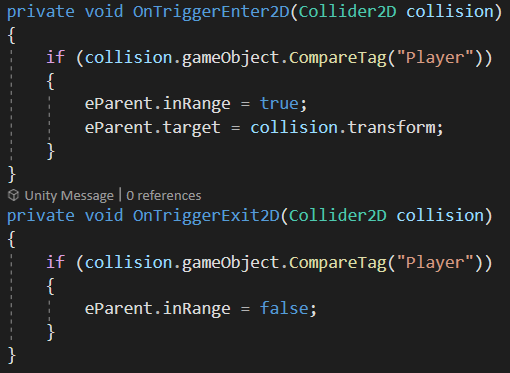 private void OnTriggerEnter2D(Collider2D collision)
{
    if (collision.gameObject.CompareTag("Player"))
    {
        eParent.inRange = true;
        eParent.target = collision.transform;
    }
}
Unity Message | 0 references
private void OnTriggerExit2D(Collider2D collision)
{
    if (collision.gameObject.CompareTag("Player"))
    {
        eParent.inRange = false;
    }
}